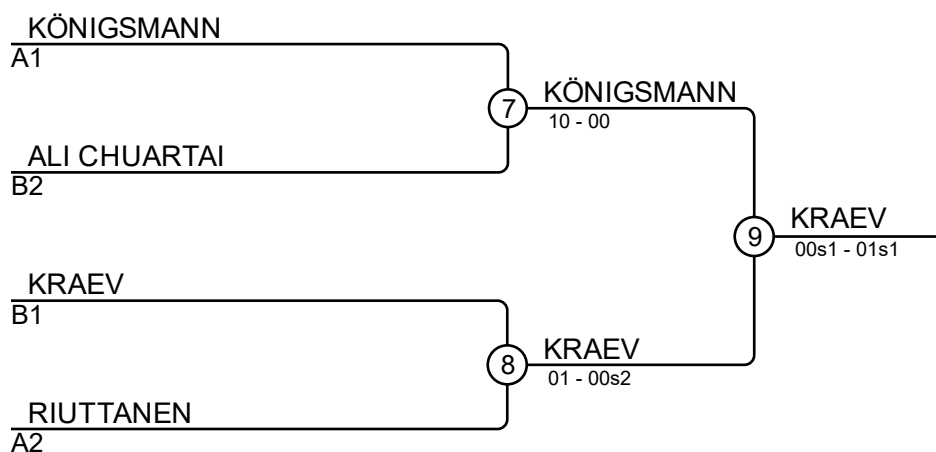 KÖNIGSMANN
A1
7
KÖNIGSMANN
10 - 00
ALI CHUARTAI
B2
9
KRAEV
00s1 - 01s1
KRAEV
B1
8
KRAEV
01 - 00s2
RIUTTANEN
A2